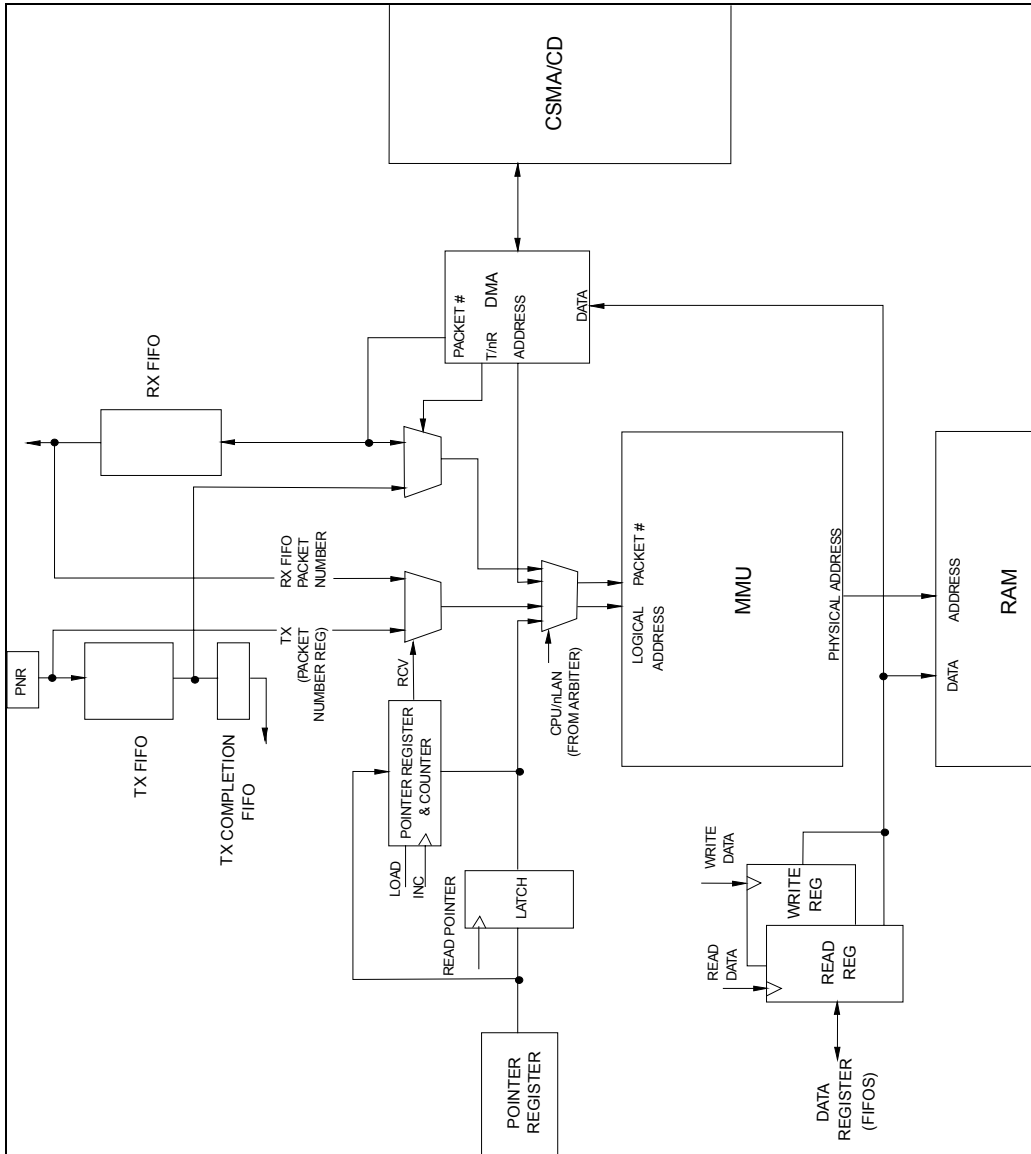 CSMA/CD
PACKET #
T/nR
DMA
ADDRESS
DATA
RX FIFO
RX FIFO
PACKET
NUMBER
TX
(PACKET
NUMBER REG)
PNR
TX FIFO
TX COMPLETION
FIFO
RCV
POINTER REGISTER
& COUNTER
LOAD
INC
CPU/nLAN
(FROM ARBITER)
PACKET #
LOGICAL
ADDRESS
MMU
PHYSICAL ADDRESS
READ POINTER
LATCH
POINTER
REGISTER
WRITE
DATA
WRITE
REG
READ
DATA
READ
REG
DATA
REGISTER
(FIFOS)
ADDRESS
DATA
RAM